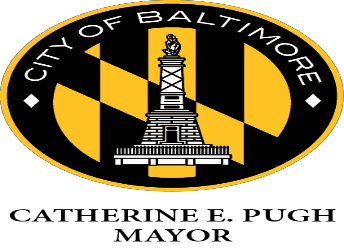 CITY OF BALTIMORE
CATHERINE E. PUGH
MAYOR